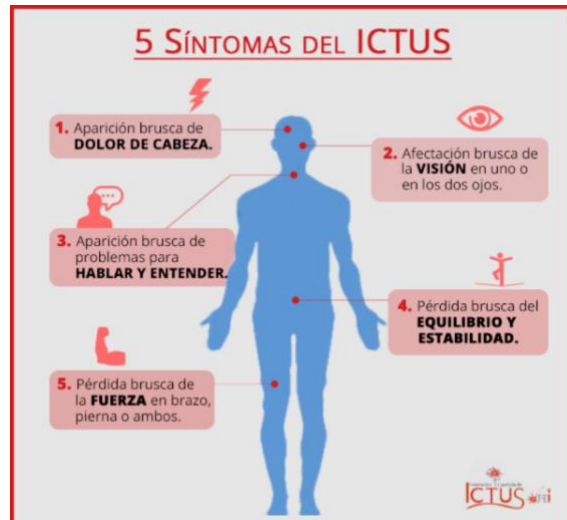 5 SÍNTOMAS DEL ICTUS
1. Aparición brusca de
DOLOR DE CABEZA.
2. Afectación brusca de
la VISIÓN en uno o
en los dos ojos.
3. Aparición brusca de
problemas para
HABLAR Y ENTENDER.
4. Pérdida brusca del
EQUILIBRIO Y
ESTABILIDAD.
5. Pérdida brusca de
la FUERZA en brazo,
pierna o ambos.
ICTUS